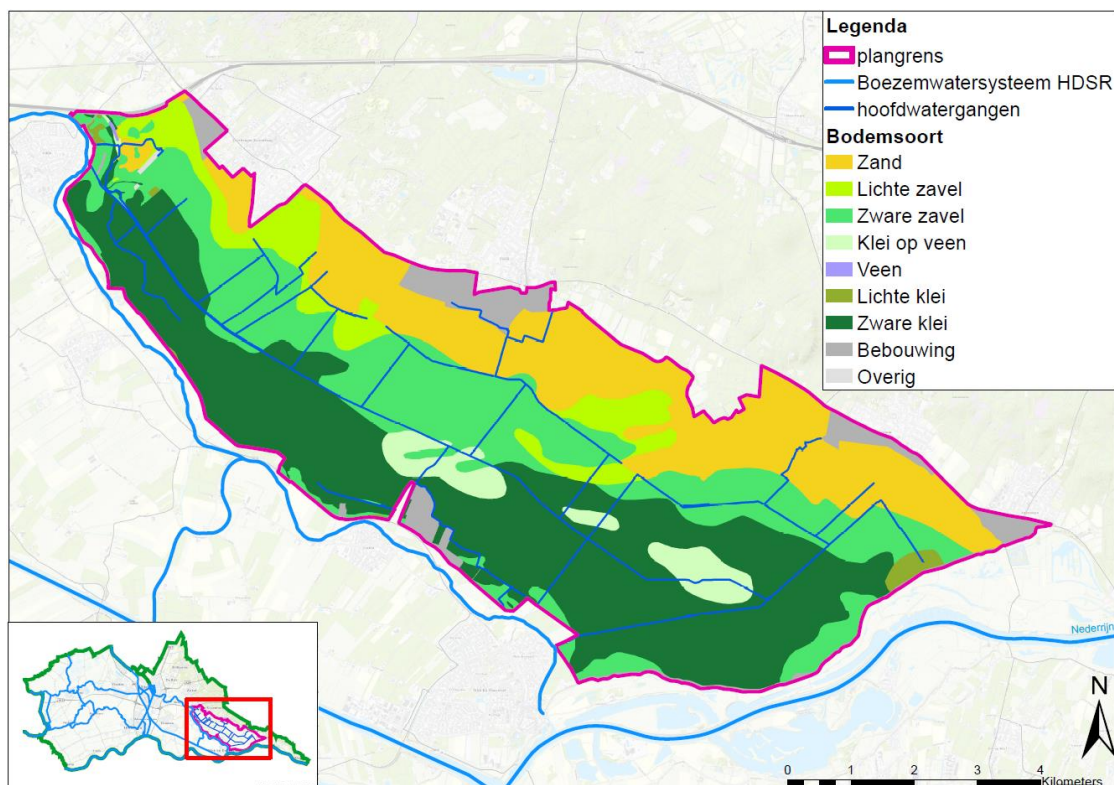 Legenda
plangrens
Boezemwatersysteem HDSR
hoofdwatergangen
Bodemsoort
Zand
Lichte zavel
Zware zavel
Klei op veen
Veen
Lichte klei
Zware klei
Bebouwing
Overig
Nederrijn
N
0 1 2 3 4
Kilometers